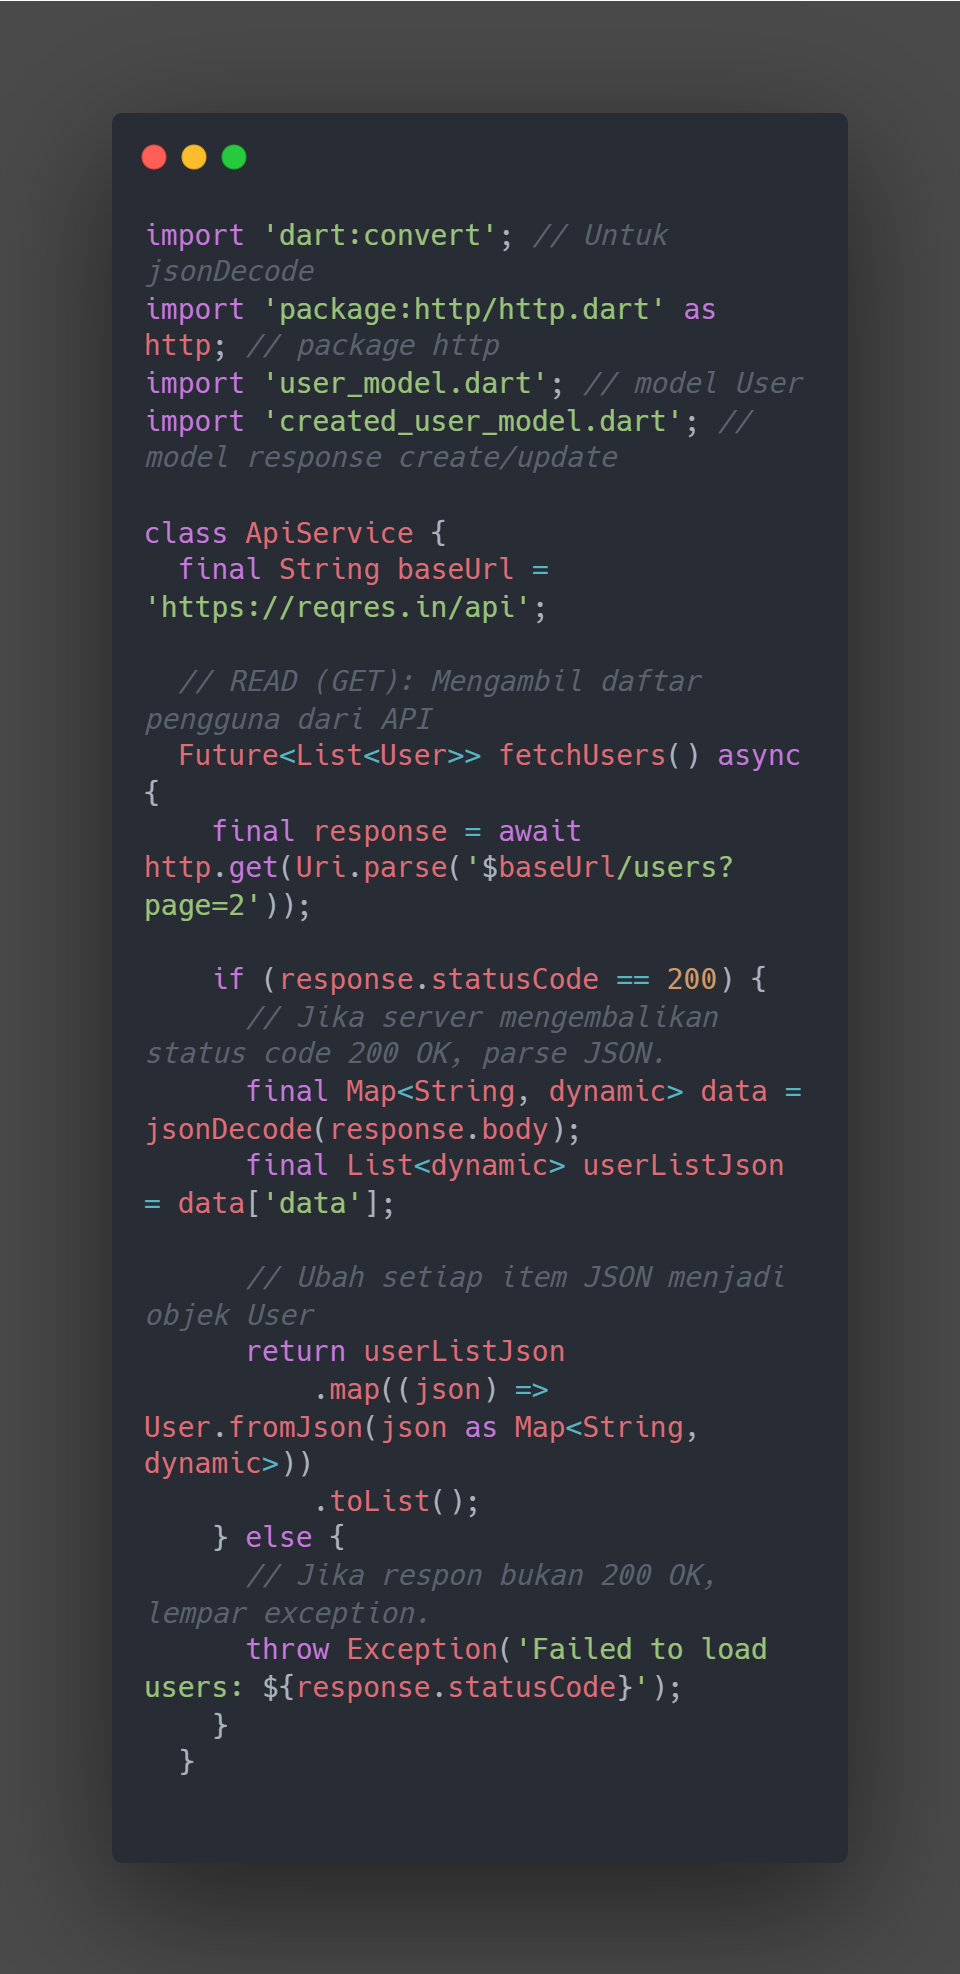 import 'dart:convert'; // Untuk
jsonDecode
import 'package:http/http.dart' as
http; // package http
import 'user_model.dart'; // model User
import 'created_user_model.dart'; //
model response create/update

class ApiService {
  final String baseUrl =
'https://reqres.in/api';

  // READ (GET): Mengambil daftar
pengguna dari API
  Future<List<User>> fetchUsers() async
{
    final response = await
http.get(Uri.parse('$baseUrl/users?
page=2'));

    if (response.statusCode == 200) {
      // Jika server mengembalikan
status code 200 OK, parse JSON.
      final Map<String, dynamic> data =
jsonDecode(response.body);
      final List<dynamic> userListJson
= data['data'];

      // Ubah setiap item JSON menjadi
objek User
      return userListJson
          .map((json) =>
User.fromJson(json as Map<String,
dynamic>))
          .toList();
    } else {
      // Jika respon bukan 200 OK,
lempar exception.
      throw Exception('Failed to load
users: ${response.statusCode}');
    }
  }